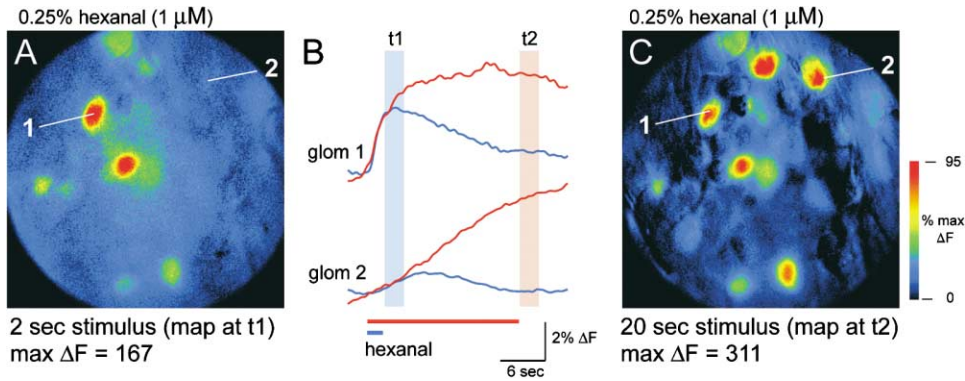 0.25% hexanal (1 μM)
A
1
2
2 sec stimulus (map at t1)
max ΔF = 167
B
t1
t2
glom 1
glom 2
hexanal
2% ΔF
6 sec
0.25% hexanal (1 μM)
C
1
2
20 sec stimulus (map at t2)
max ΔF = 311
95
% max
ΔF
0